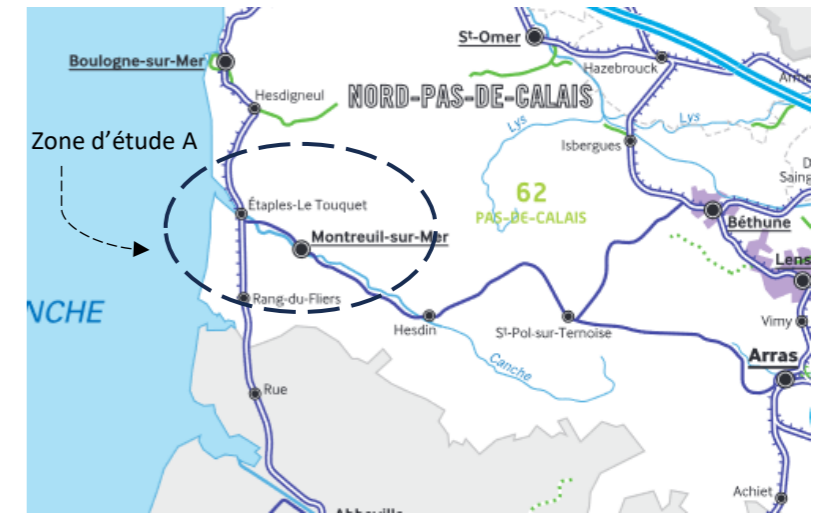 St-Omer
Boulogne-sur-Mer
Hazebrouck
Hesdigneul
NORD-PAS-DE-CALAIS
Lys
Lys
Zone d'étude A
Isbergues
62
PAS-DE-CALAIS
Étaples-Le Touquet
Béthune
Montreuil-sur-Mer
Lens
Rang-du-Fliers
NCHE
Hesdin
St-Pol-sur-Ternoise
Vimy
Canche
Arras
Rue
Achiet